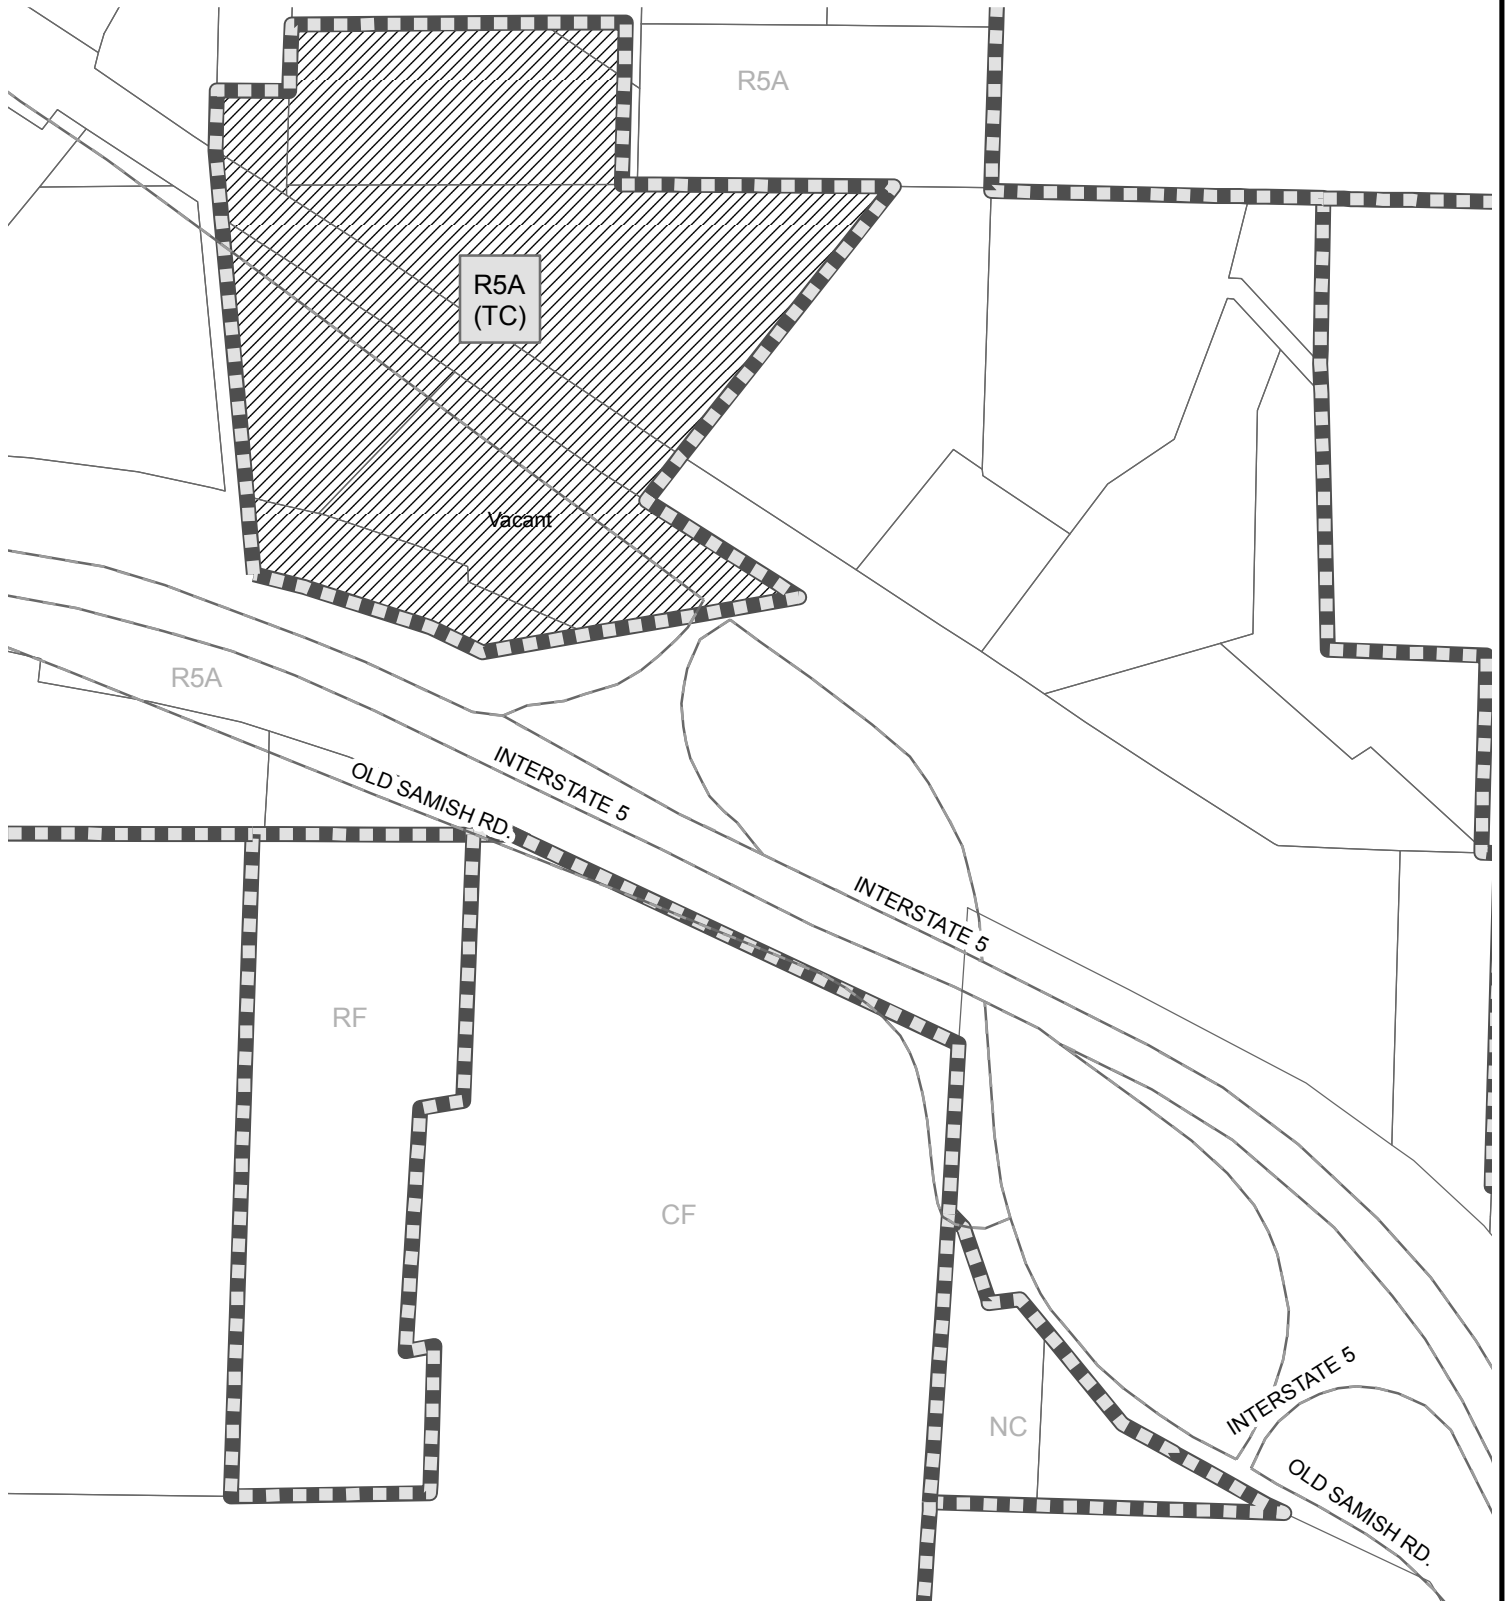 R5A
R5A
(TC)
Vacant
R5A
INTERSTATE 5
OLD SAMISH RD.
INTERSTATE 5
RF
CF
INTERSTATE 5
NC
OLD SAMISH RD.